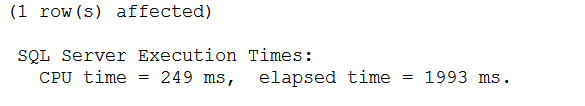 (1 row(s) affected)
SQL Server Execution Times:
CPU time = 249 ms,  elapsed time = 1993 ms.